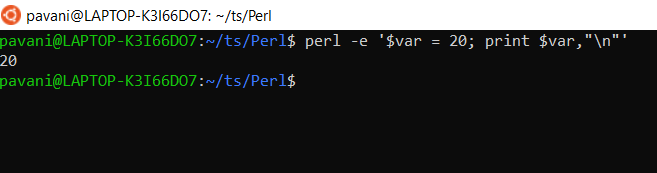 pavani@LAPTOP-K3I66DO7: ~/ts/Perl
pavani@LAPTOP-K3I66DO7:~/ts/Perl$ perl -e '$var = 20; print $var,"\n"'
20
pavani@LAPTOP-K3I66DO7:~/ts/Perl$